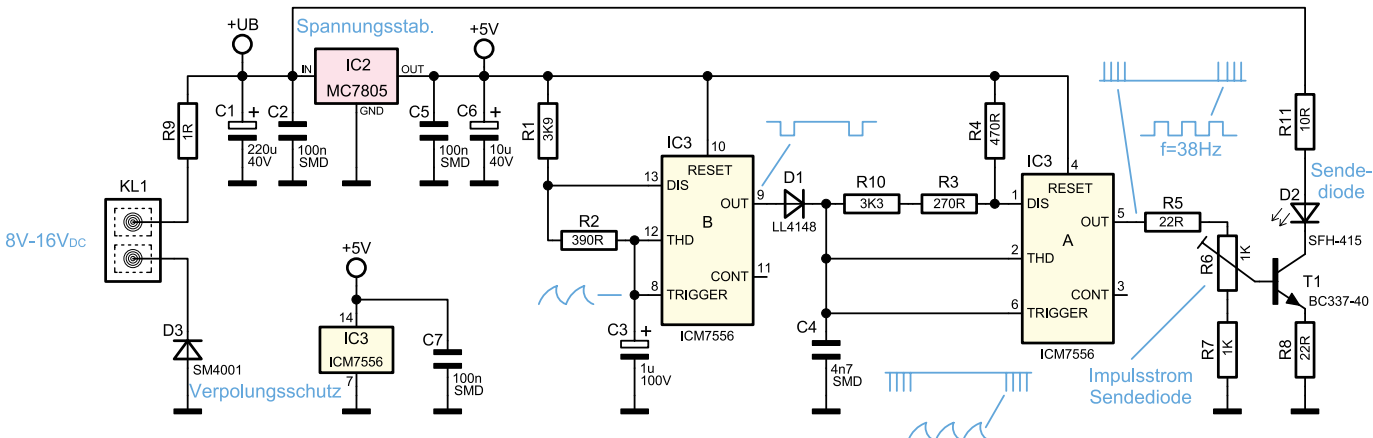 +UB
Spannungsstab.
+5V
IN
IC2
MC7805
OUT
GND
R9
1R
C1
+
220u
40V
C2
100n
SMD
C5
100n
SMD
C6
+
10u
40V
R1
3K9
KL1
8V-16VDC
D3
SM4001
Verpolungsschutz
+5V
14
IC3
ICM7556
7
C7
100n
SMD
R2
390R
C3
+
1u
100V
IC3
10
RESET
13
DIS
OUT
9
B
12
THD
CONT
11
8
TRIGGER
ICM7556
D1
LL4148
R10
3K3
R3
270R
R4
470R
C4
4n7
SMD
IC3
4
RESET
1
DIS
OUT
5
A
2
THD
CONT
3
6
TRIGGER
ICM7556
f=38Hz
R5
22R
R6
1K
R7
1K
Impulsstrom
Sendediode
R11
10R
Sende-
diode
D2
SFH-415
T1
BC337-40
R8
22R